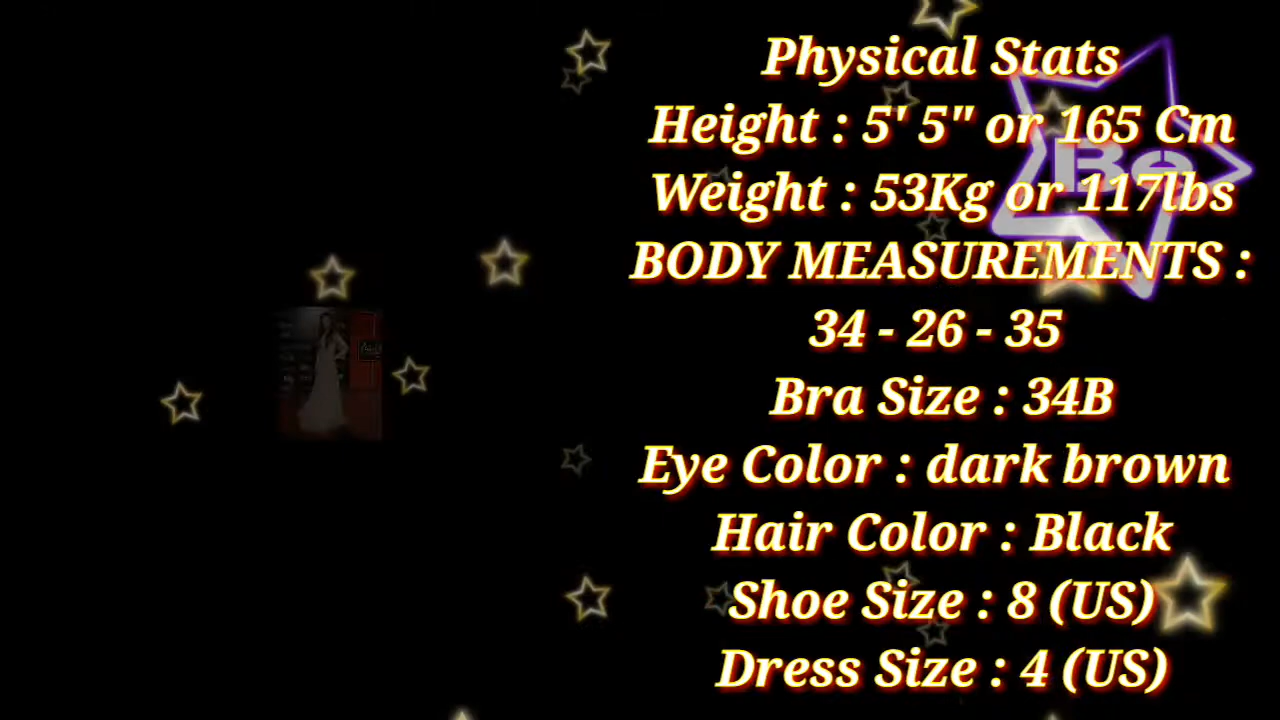 Physical Stats
Height : 5' 5" or 165 Cm
Be
Weight : 53Kg or 117lbs
BODY MEASUREMENTS :
34 - 26 - 35
Bra Size : 34B
Eye Color : dark brown
Hair Color : Black
Shoe Size : 8 (US)
Dress Size : 4 (US)